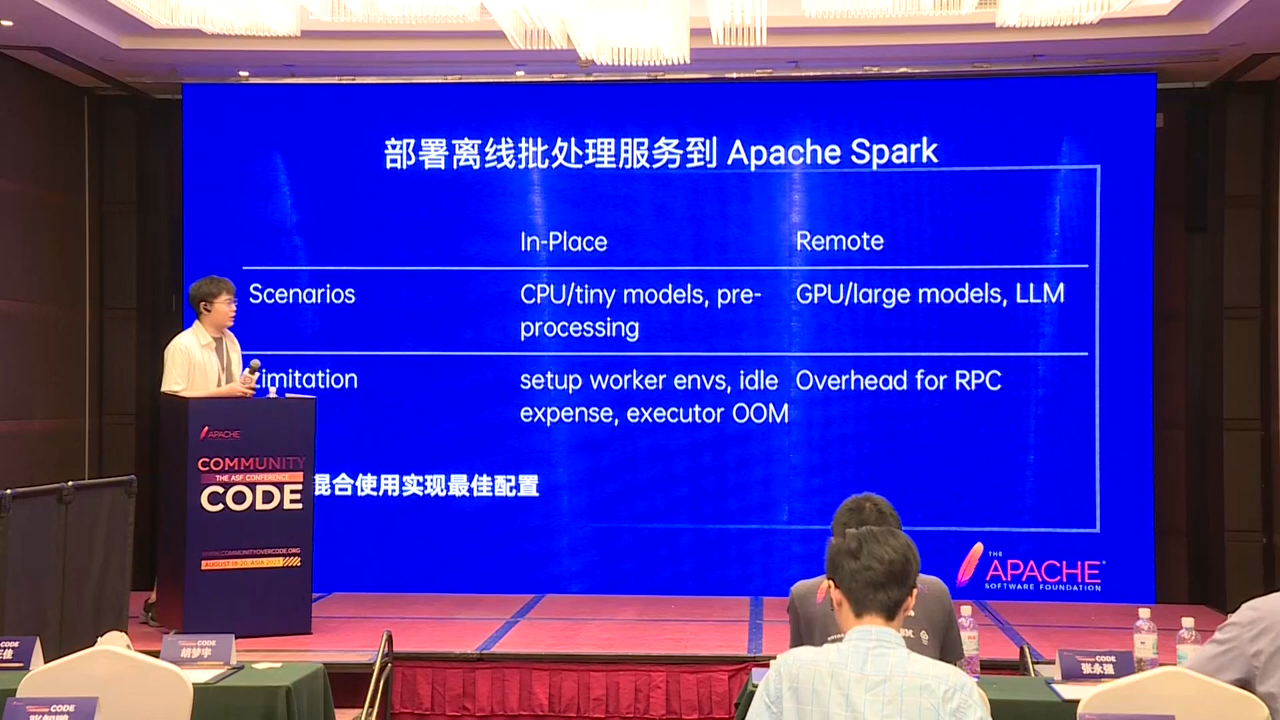 部署离线批处理服务到 Apache Spark
In-Place
Remote
Scenarios
CPU/tiny models, pre-
processing
GPU/large models, LLM
Limitation
setup worker envs, idle
expense, executor OOM
Overhead for RPC
混合使用实现最佳配置
THE
APACHE
SOFTWARE FOUNDATION
APACHE
COMMUNITY
THE ASF CONFERENCE
CODE
WWW.COMMUNITYOVERCODE.ORG
AUGUST 18-20, ASIA 2023
CODE
CODE
胡梦宇
CODE
CODE
张永强